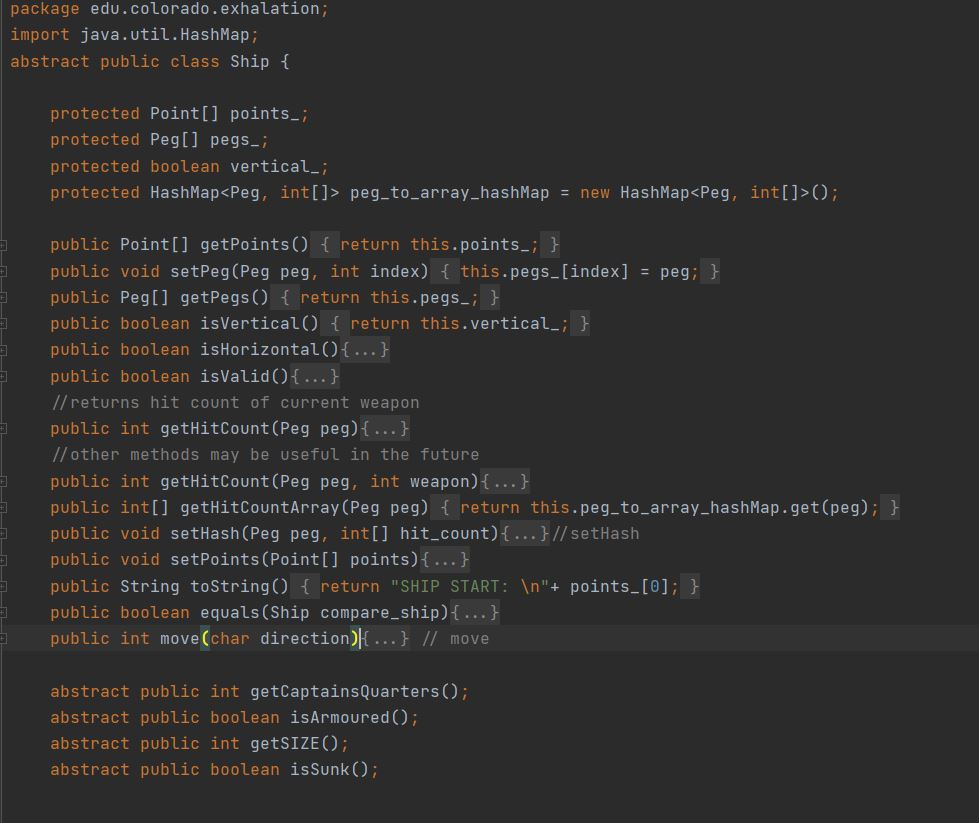 package edu.colorado.exhalation;
import java.util.HashMap;
abstract public class Ship {
protected Point[] points_;
protected Peg[] pegs_;
protected boolean vertical_;
protected HashMap<Peg, int[]> peg_to_array_hashMap = new HashMap<Peg, int[]>();
public Point[] getPoints() { return this.points_; }
public void setPeg(Peg peg, int index) { this.pegs_[index] = peg; }
public Peg[] getPegs() { return this.pegs_; }
public boolean isVertical() { return this.vertical_; }
public boolean isHorizontal(){...}
public boolean isValid(){...}
//returns hit count of current weapon
public int getHitCount(Peg peg){...}
//other methods may be useful in the future
public int getHitCount(Peg peg, int weapon){...}
public int[] getHitCountArray(Peg peg) { return this.peg_to_array_hashMap.get(peg); }
public void setHash(Peg peg, int[] hit_count){...}//setHash
public void setPoints(Point[] points){...}
public String toString() { return "SHIP START: \n"+ points_[0]; }
public boolean equals(Ship compare_ship){...}
public int move(char direction){...} // move
abstract public int getCaptainsQuarters();
abstract public boolean isArmoured();
abstract public int getSIZE();
abstract public boolean isSunk();